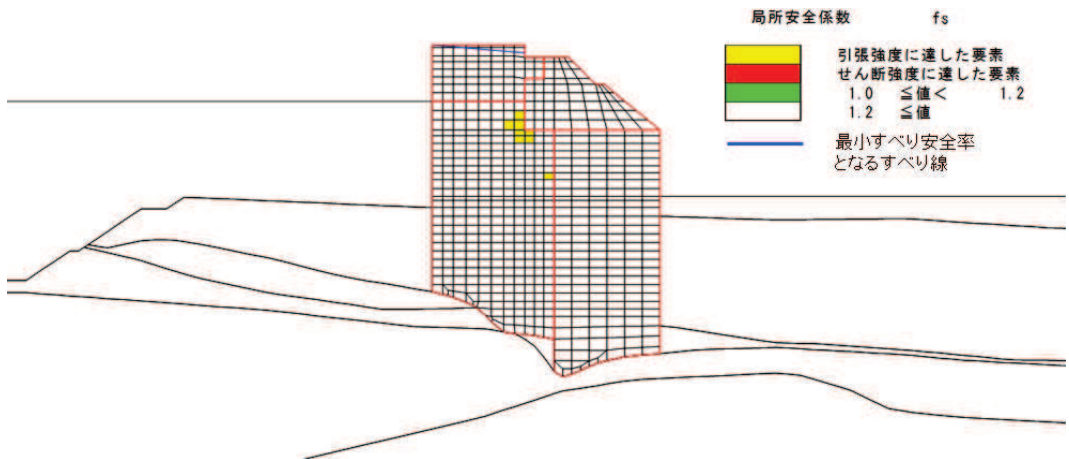 局所安全係数 fs
引張強度に達した要素
せん断強度に達した要素
1.0 ≦値< 1.2
1.2 ≦値
最小すべり安全率
となるすべり線